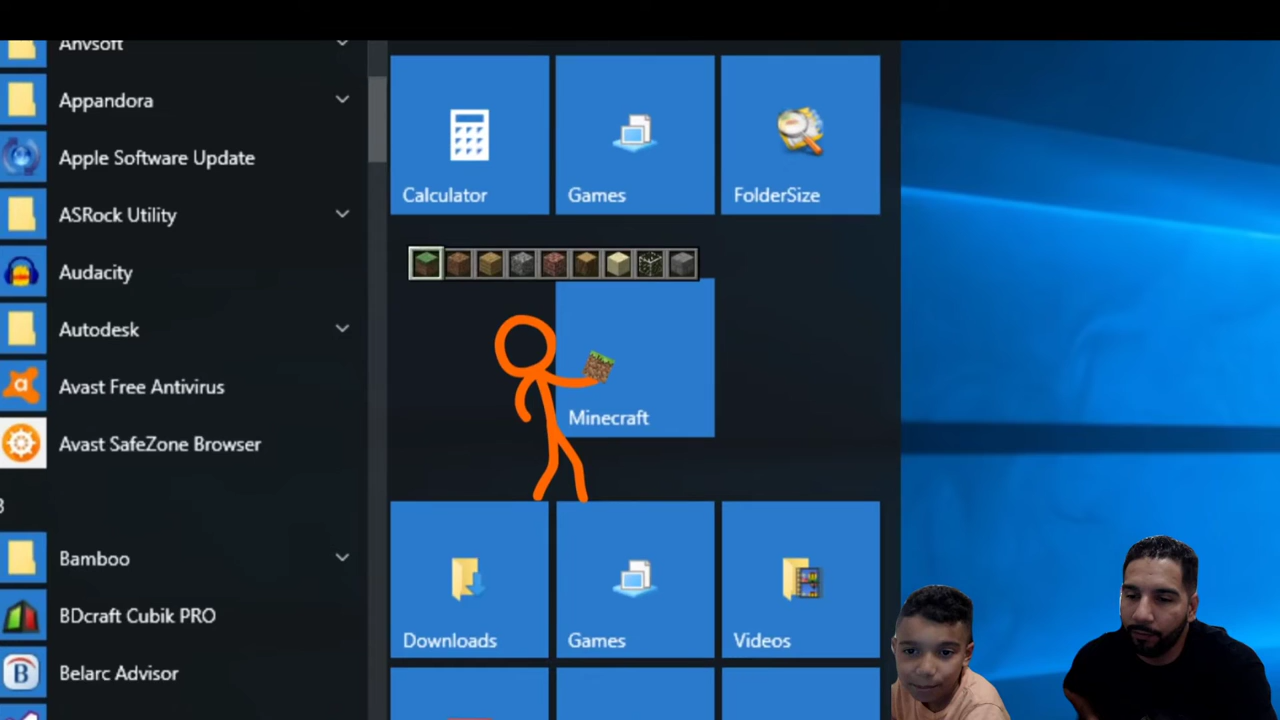 Anvsoft
Appandora
Apple Software Update
ASRock Utility
Audacity
Autodesk
Avast Free Antivirus
Avast SafeZone Browser
Bamboo
BDcraft Cubik PRO
Belarc Advisor
Calculator
Games
FolderSize
Minecraft
Downloads
Games
Videos